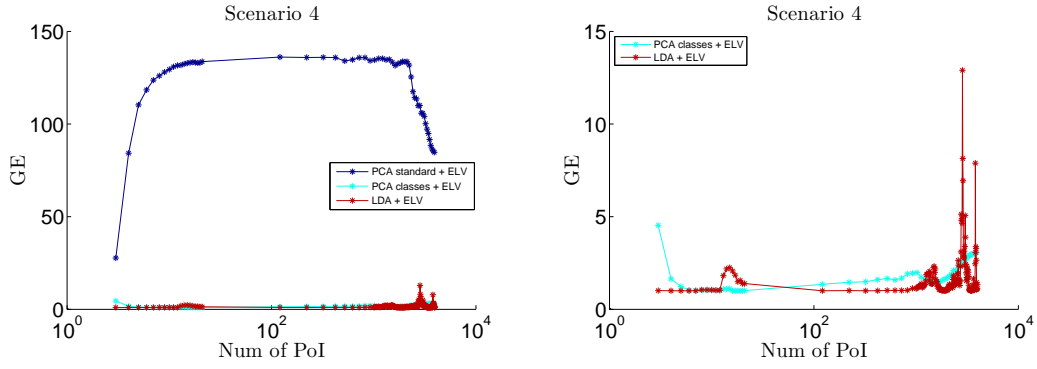 Scenario 4
150
100
50
0
GE
10^0
10^2
10^4
Num of PoI
PCA standard + ELV
PCA classes + ELV
LDA + ELV
Scenario 4
15
10
5
0
GE
10^0
10^2
10^4
Num of PoI
PCA classes + ELV
LDA + ELV